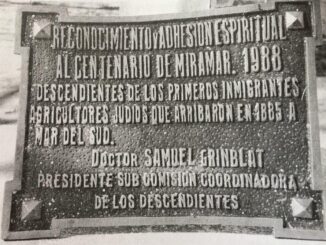 RECONOCIMIENTO Y ADHESION ESPIRITUAL
AL CENTENARIO DE MIRAMAR. 1988
DESCENDIENTES DE LOS PRIMEROS INMIGRANTES
AGRICULTORES JUDIOS QUE ARRIBARON EN 1885 A
MAR DEL SUD.
DOCTOR SAMUEL GRINBLAT
PRESIDENTE SUB COMISION COORDINADORA
DE LOS DESCENDIENTES